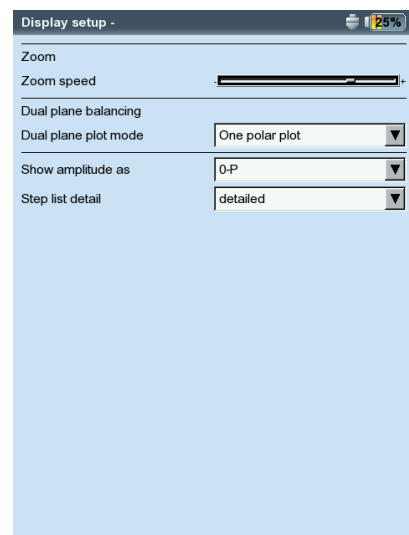 Display setup -
25%
Zoom
Zoom speed - +
Dual plane balancing
Dual plane plot mode One polar plot
Show amplitude as 0-P
Step list detail detailed